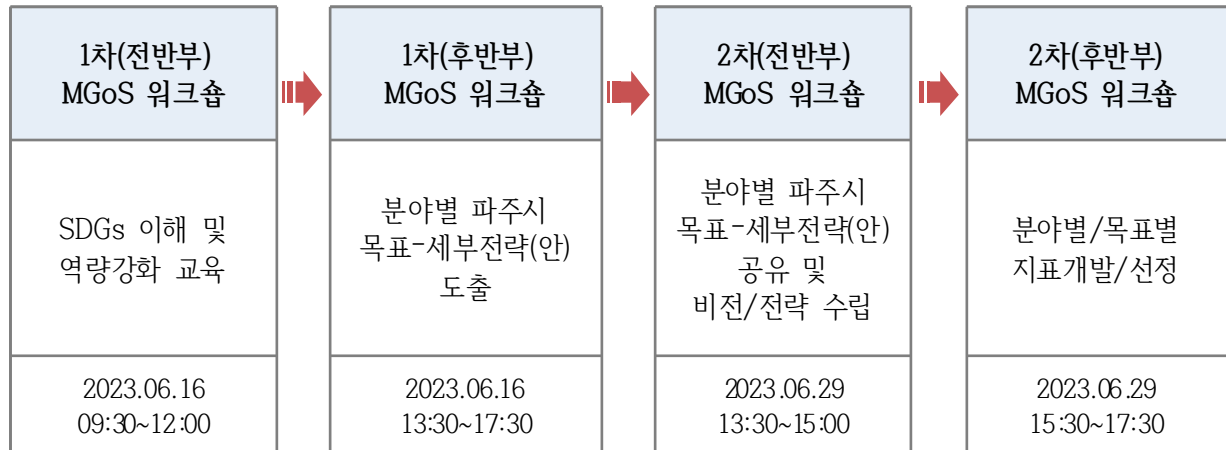 1차(전반부)
MGoS 워크숍
SDGs 이해 및
역량강화 교육
2023.06.16
09:30~12:00
1차(후반부)
MGoS 워크숍
분야별 파주시
목표-세부전략(안)
도출
2023.06.16
13:30~17:30
2차(전반부)
MGoS 워크숍
분야별 파주시
목표-세부전략(안)
공유 및
비전/전략 수립
2023.06.29
13:30~15:00
2차(후반부)
MGoS 워크숍
분야별/목표별
지표개발/선정
2023.06.29
15:30~17:30